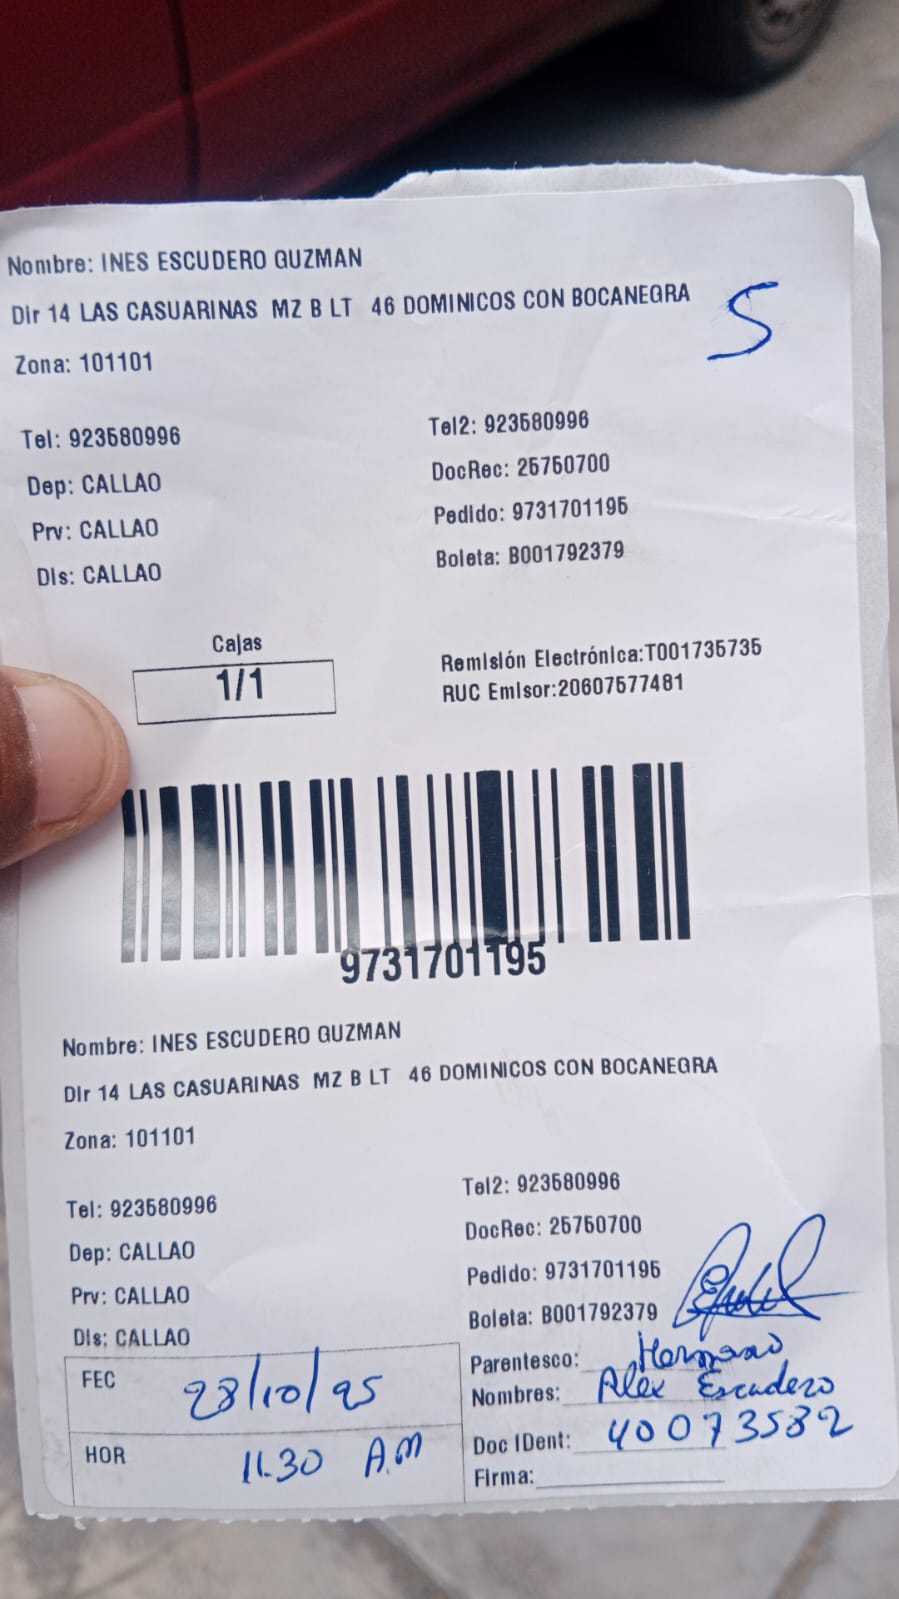 Nombre: INES ESCUDERO GUZMAN
Dir 14 LAS CASUARINAS MZ B LT 46 DOMINICOS CON BOCANEGRA
S
Zona: 101101
Tel: 923580996
Tel2: 923580996
Dep: CALLAO
DocRec: 25750700
Prv: CALLAO
Pedido: 9731701195
Dis: CALLAO
Boleta: B001792379
Cajas
1/1
Remisión Electrónica:T001735735
RUC Emisor:20607577481
9731701195
Nombre: INES ESCUDERO GUZMAN
Dir 14 LAS CASUARINAS MZ B LT 46 DOMINICOS CON BOCANEGRA
Zona: 101101
Tel: 923580996
Tel2: 923580996
Dep: CALLAO
DocRec: 25750700
Prv: CALLAO
Pedido: 9731701195
Dis: CALLAO
Boleta: B001792379
FEC 28/10/25
HOR 11.30 A.M
Parentesco: Hermano
Nombres: Alex Escudero
Doc IDent: 40073582
Firma: